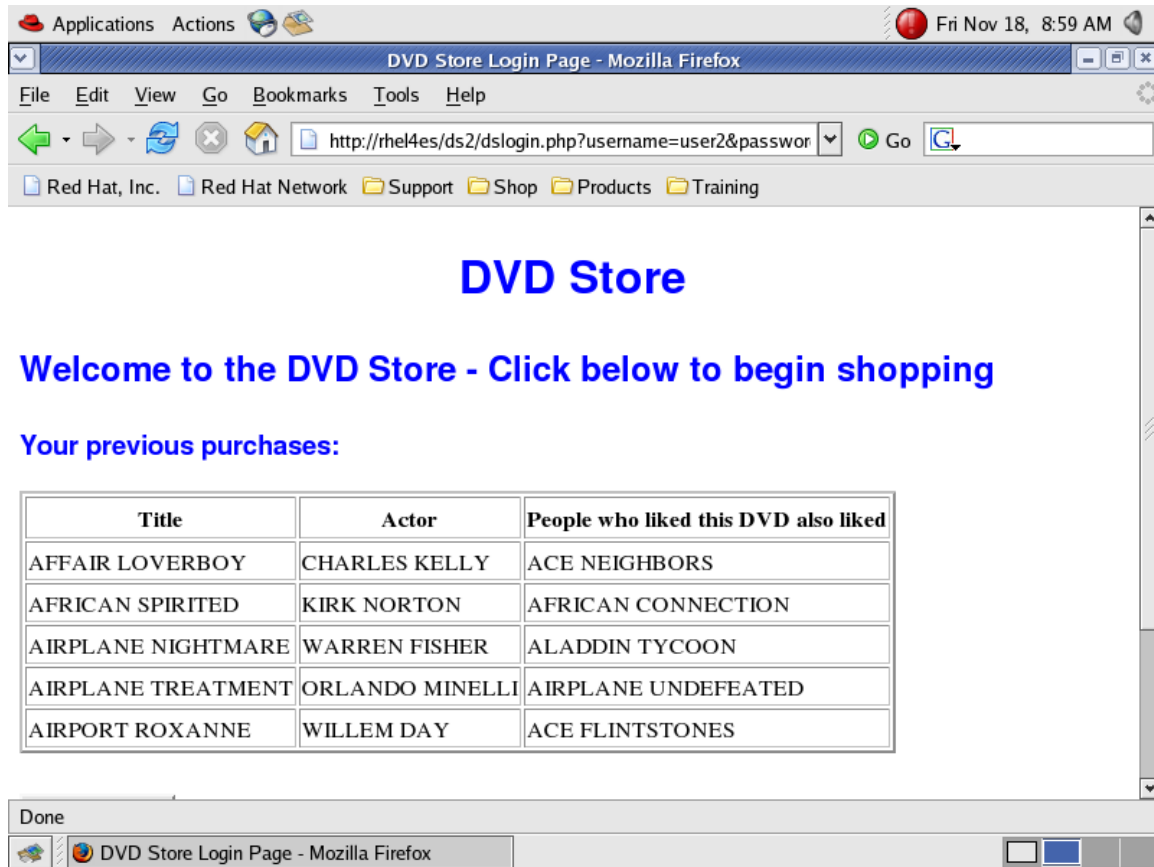 Applications Actions Fri Nov 18, 8:59 AM
DVD Store Login Page - Mozilla Firefox
File Edit View Go Bookmarks Tools Help
http://rhel4es/ds2/dslogin.php?username=user2&passwor Go G
Red Hat, Inc. Red Hat Network Support Shop Products Training
DVD Store
Welcome to the DVD Store - Click below to begin shopping
Your previous purchases:
Title Actor People who liked this DVD also liked
AFFAIR LOVERBOY CHARLES KELLY ACE NEIGHBORS
AFRICAN SPIRITED KIRK NORTON AFRICAN CONNECTION
AIRPLANE NIGHTMARE WARREN FISHER ALADDIN TYCOON
AIRPLANE TREATMENT ORLANDO MINELLI AIRPLANE UNDEFEATED
AIRPORT ROXANNE WILLEM DAY ACE FLINTSTONES
Done
DVD Store Login Page - Mozilla Firefox